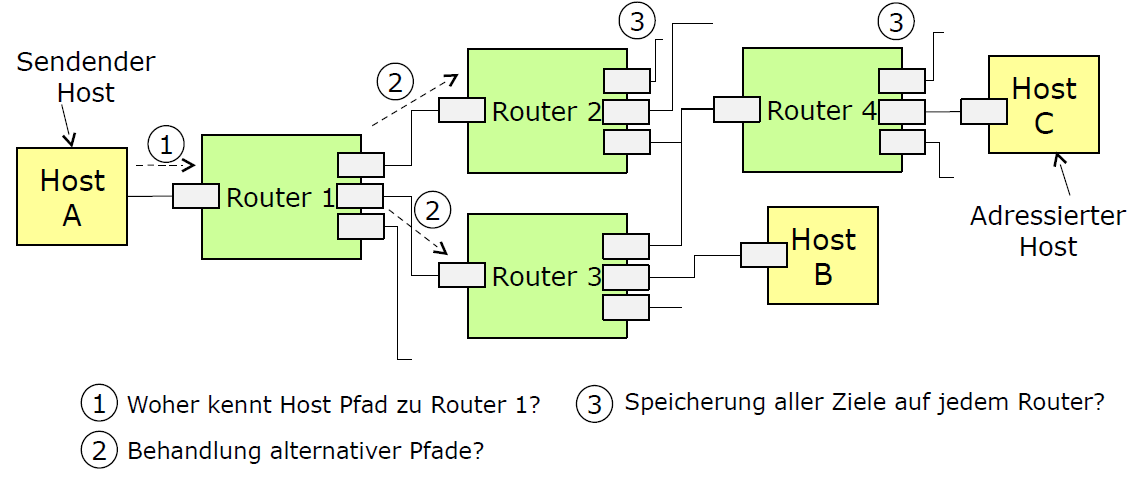 Sendender
Host
Host
A
1
Router 1
2
2
3
Router 2
Router 3
3
Router 4
Host
B
Host
C
Adressierter
Host
1 Woher kennt Host Pfad zu Router 1?
2 Behandlung alternativer Pfade?
3 Speicherung aller Ziele auf jedem Router?